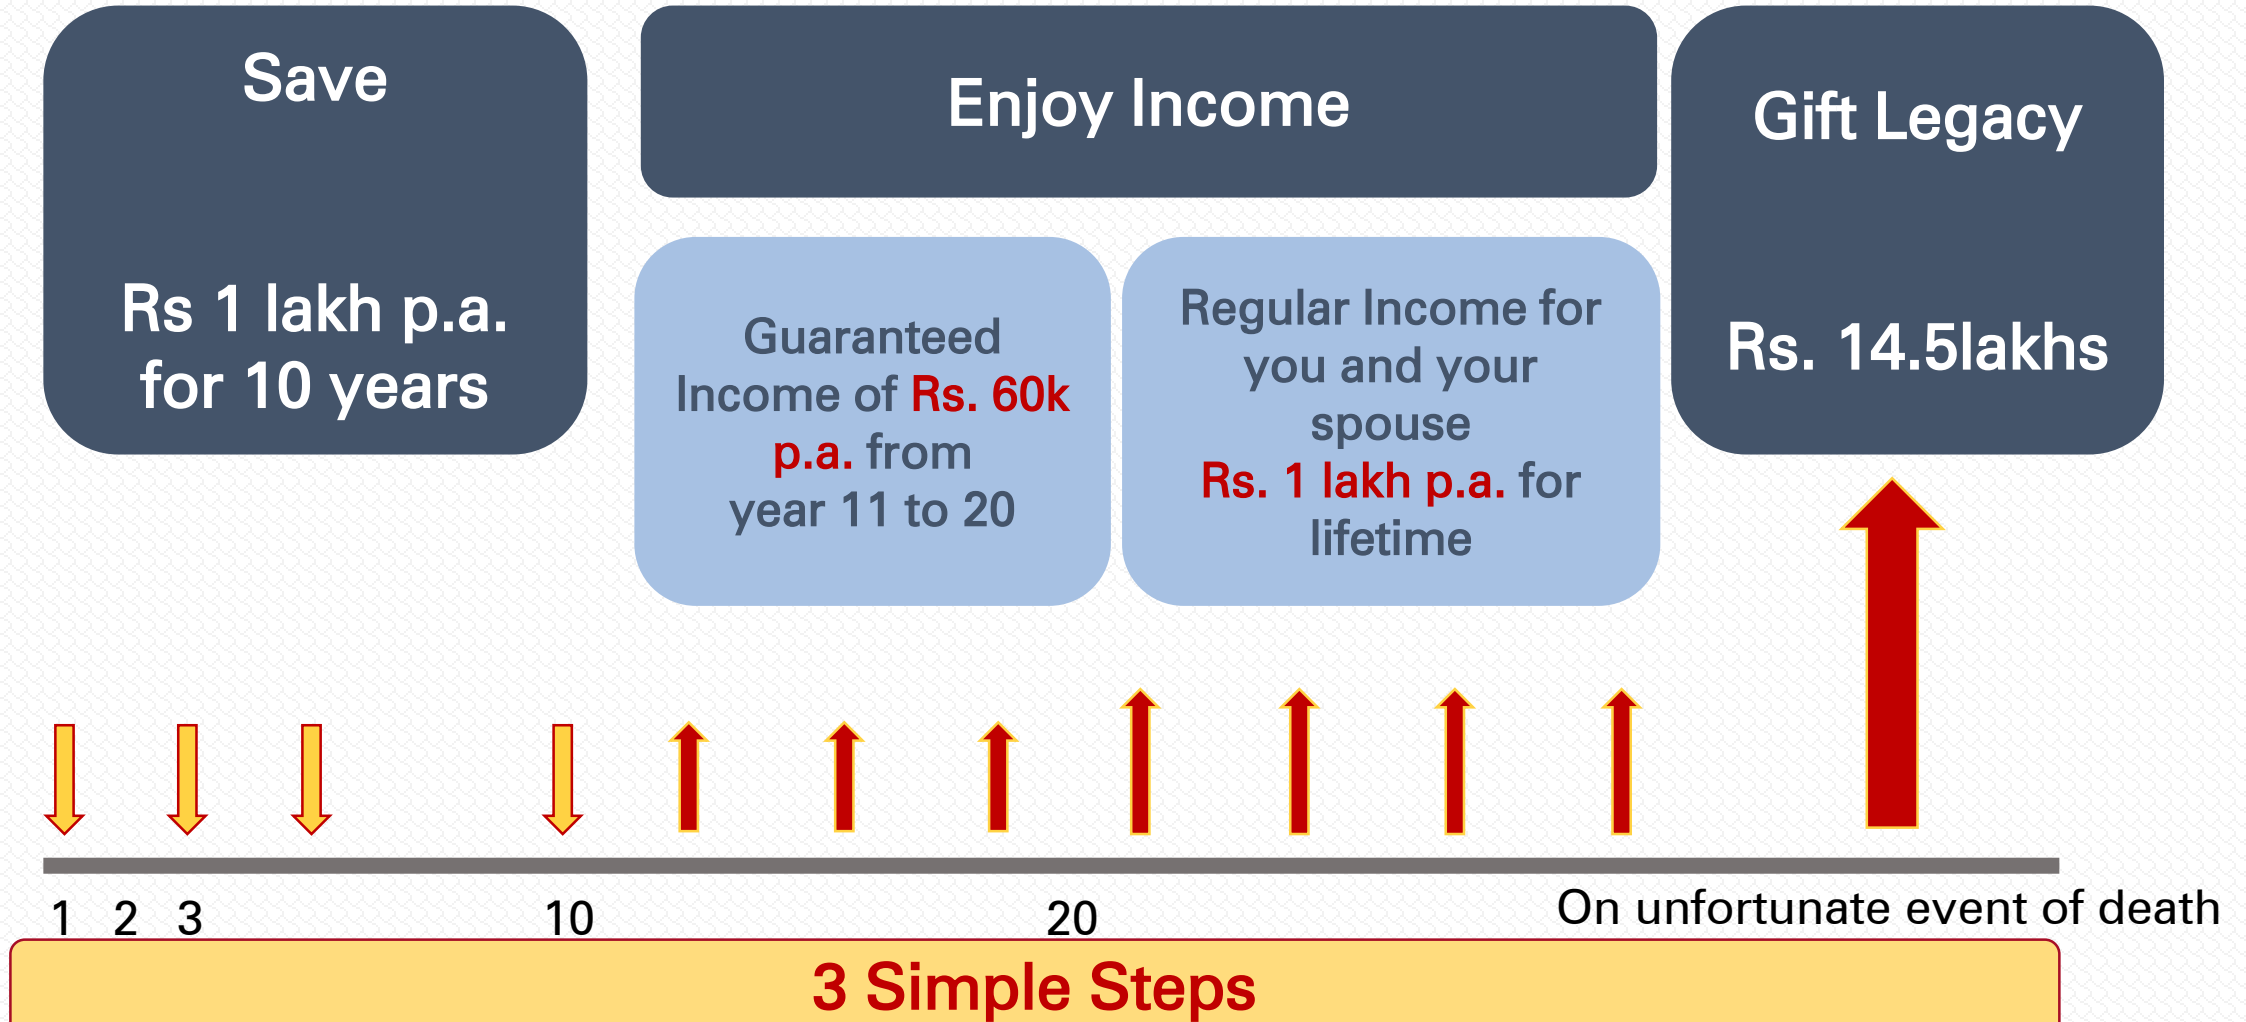 Save
Rs 1 lakh p.a.
for 10 years
Enjoy Income
Guaranteed
Income of Rs. 60k
p.a. from
year 11 to 20
Regular Income for
you and your
spouse
Rs. 1 lakh p.a. for
lifetime
Gift Legacy
Rs. 14.5lakhs
1 2 3 10 20 On unfortunate event of death
3 Simple Steps